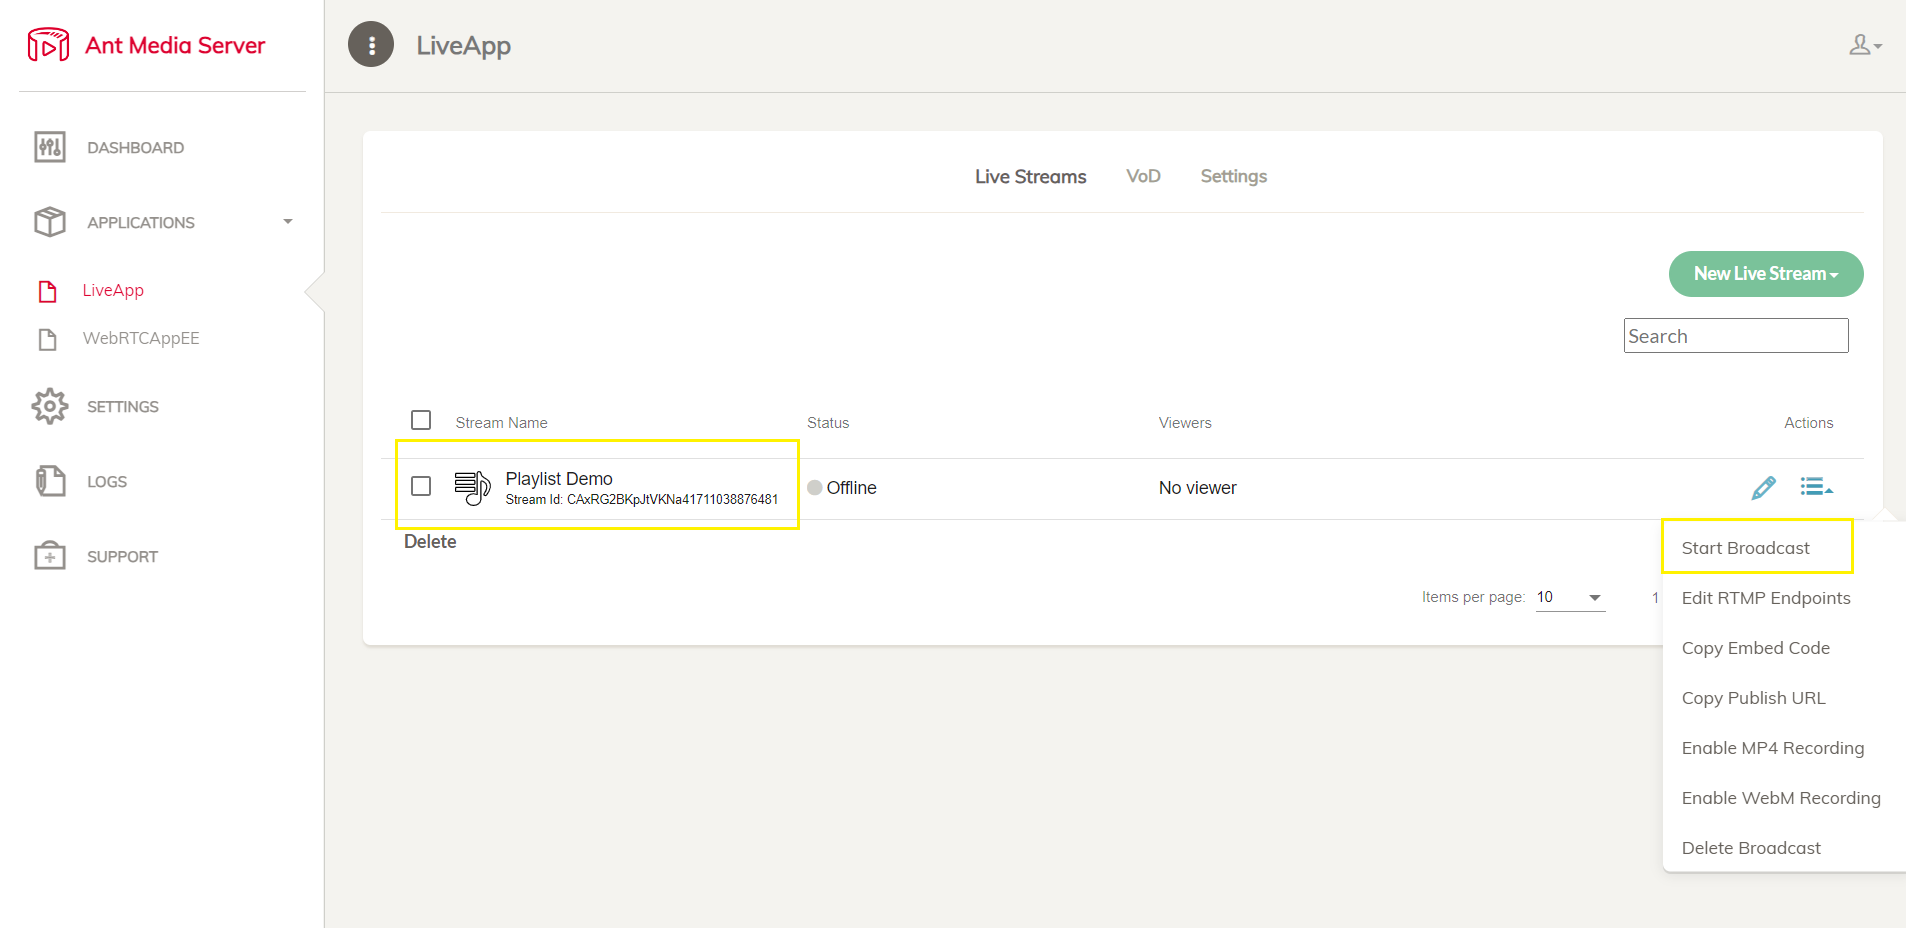 Ant Media Server
LiveApp
DASHBOARD
APPLICATIONS
LiveApp
WebRTCAppEE
SETTINGS
LOGS
SUPPORT
Live Streams VoD Settings
New Live Stream
Search
Stream Name Status Viewers Actions
Playlist Demo
Stream Id: CAxRG2BKpJtVKNa41711038876481
Offline No viewer
Delete
Items per page: 10 1
Start Broadcast
Edit RTMP Endpoints
Copy Embed Code
Copy Publish URL
Enable MP4 Recording
Enable WebM Recording
Delete Broadcast